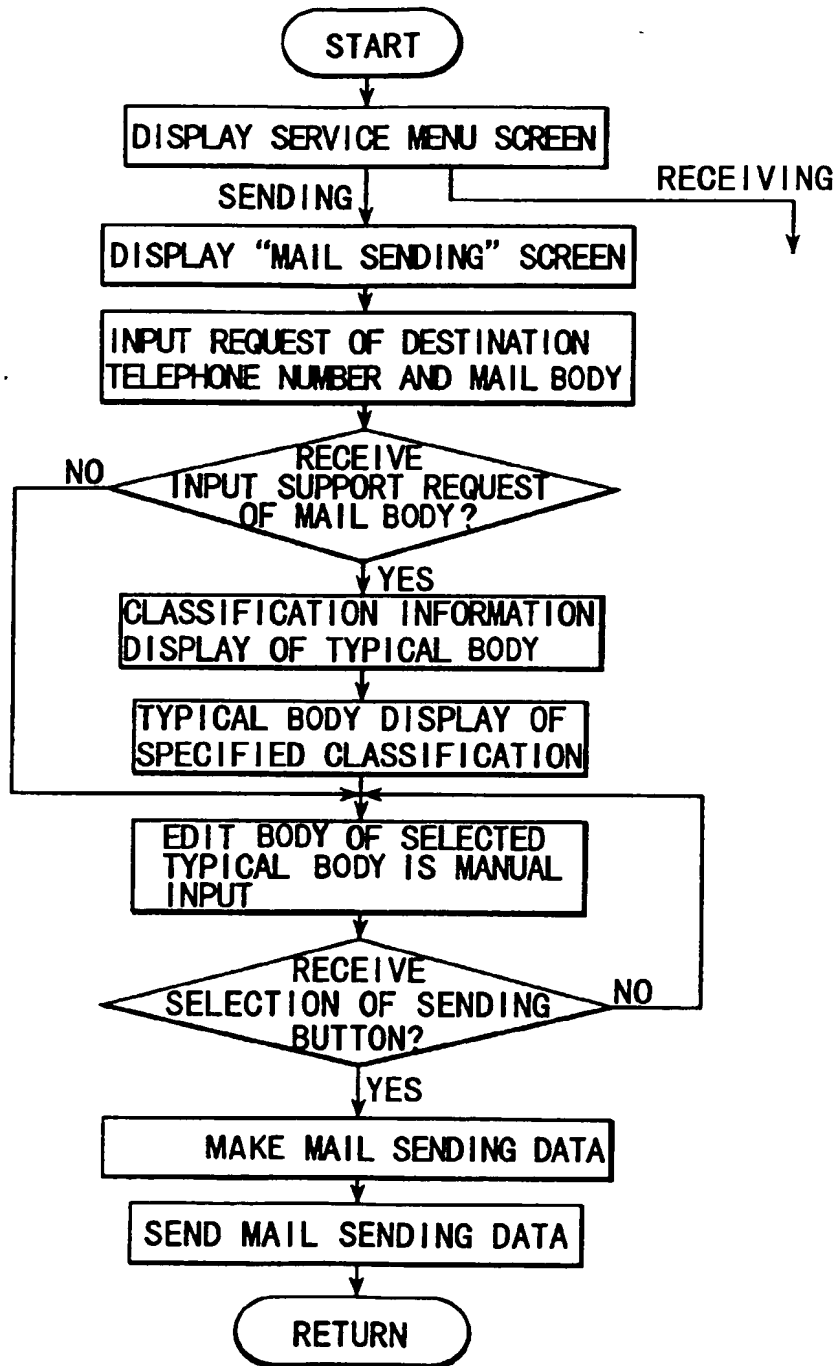 START
DISPLAY SERVICE MENU SCREEN
RECEIVING
SENDING
DISPLAY “MAIL SENDING” SCREEN
INPUT REQUEST OF DESTINATION
TELEPHONE NUMBER AND MAIL BODY
NO
RECEIVE
INPUT SUPPORT REQUEST
OF MAIL BODY?
YES
CLASSIFICATION INFORMATION
DISPLAY OF TYPICAL BODY
TYPICAL BODY DISPLAY OF
SPECIFIED CLASSIFICATION
EDIT BODY OF SELECTED
TYPICAL BODY IS MANUAL
INPUT
RECEIVE
SELECTION OF SENDING
BUTTON?
NO
YES
MAKE MAIL SENDING DATA
SEND MAIL SENDING DATA
RETURN